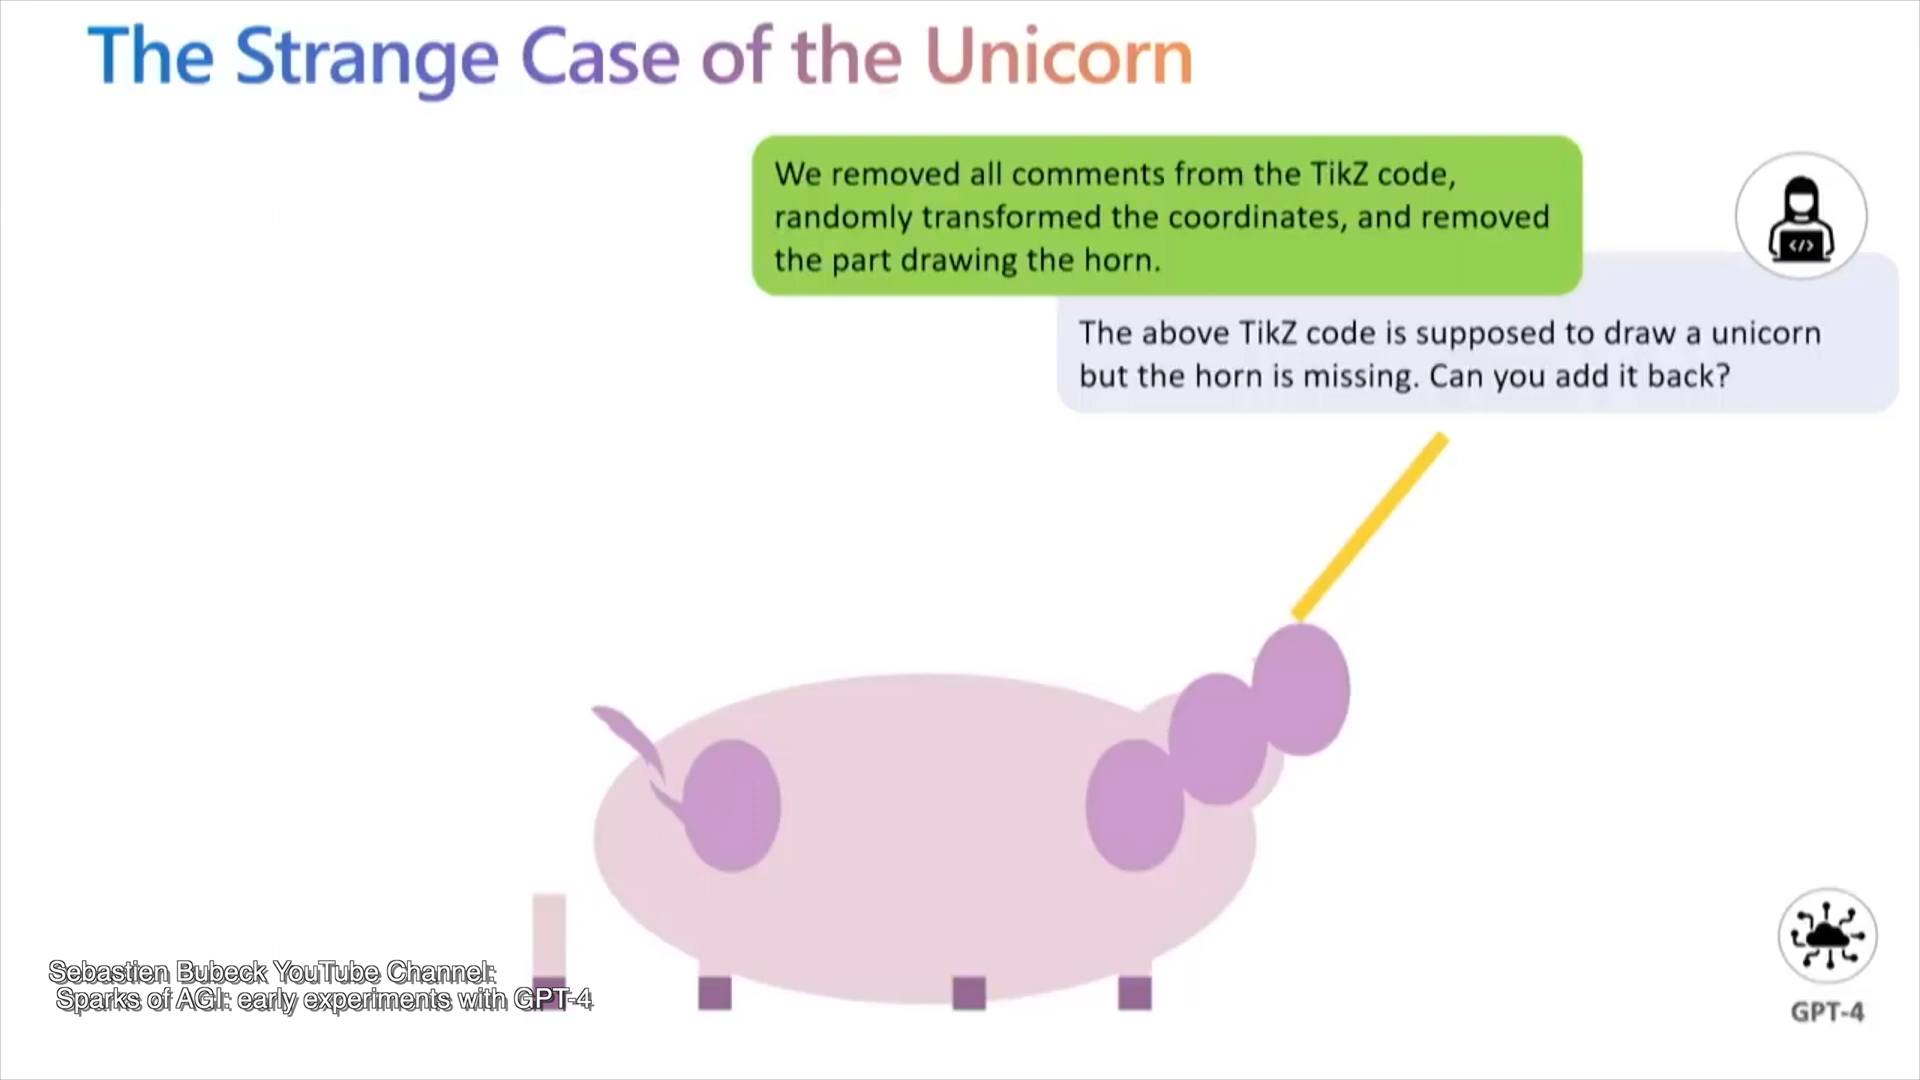 The Strange Case of the Unicorn
We removed all comments from the TikZ code,
randomly transformed the coordinates, and removed
the part drawing the horn.
</>
The above TikZ code is supposed to draw a unicorn
but the horn is missing. Can you add it back?
Sebastien Bubeck YouTube Channel:
Sparks of AGI: early experiments with GPT-4
GPT-4